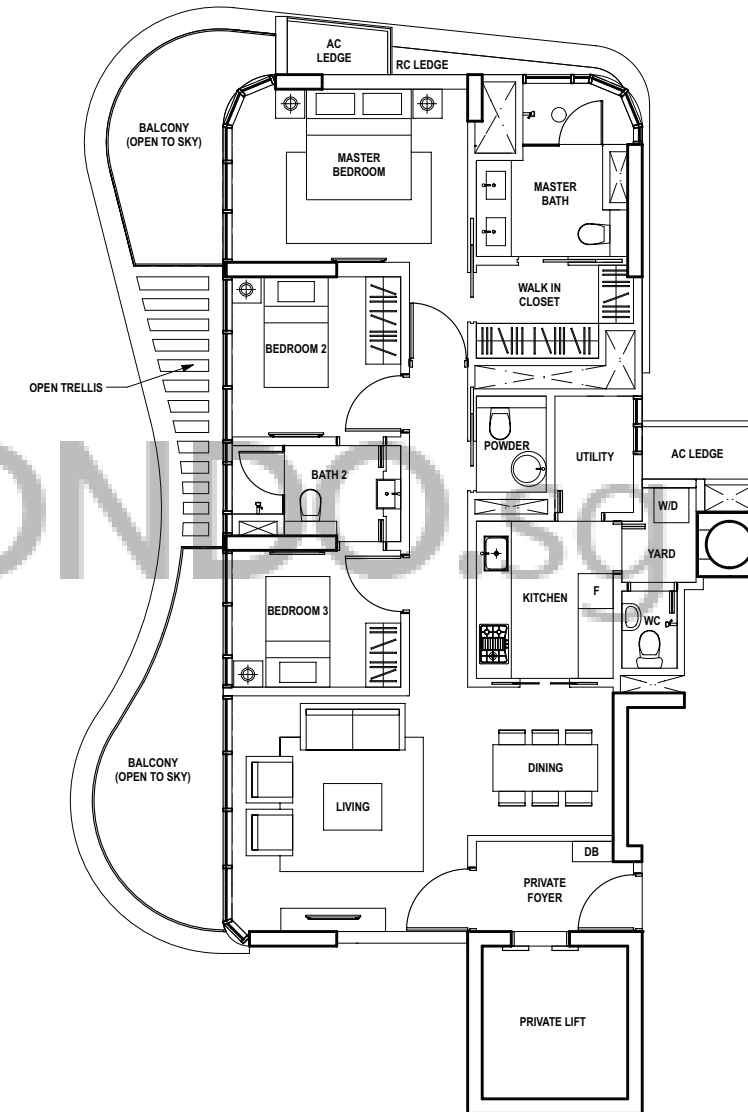 AC
LEDGE
RC LEDGE
BALCONY
(OPEN TO SKY)
MASTER
BEDROOM
MASTER
BATH
WALK IN
CLOSET
BEDROOM 2
OPEN TRELLIS
POWDER
UTILITY
AC LEDGE
BATH 2
W/D
YARD
ONDO.sg
KITCHEN
F
BEDROOM 3
WC
BALCONY
(OPEN TO SKY)
DINING
LIVING
DB
PRIVATE
FOYER
PRIVATE LIFT